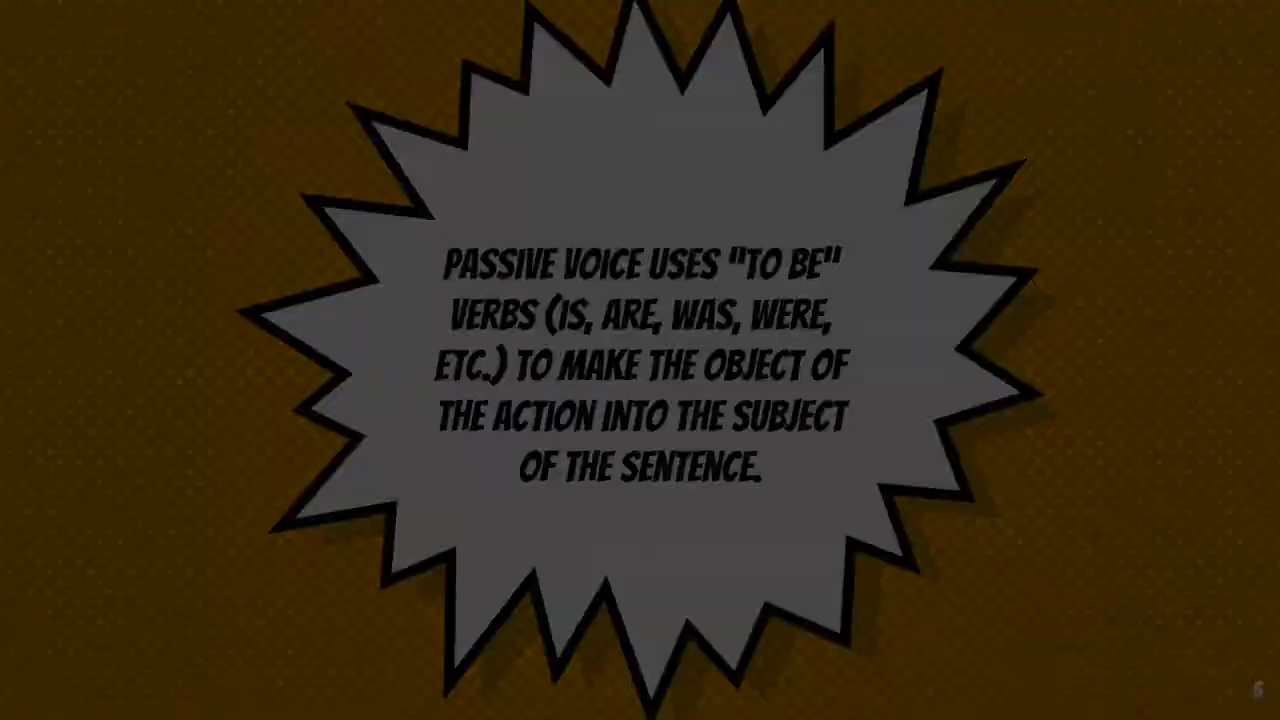 PASSIVE VOICE USES "TO BE"
VERBS (IS, ARE, WAS, WERE,
ETC.) TO MAKE THE OBJECT OF
THE ACTION INTO THE SUBJECT
OF THE SENTENCE.
6